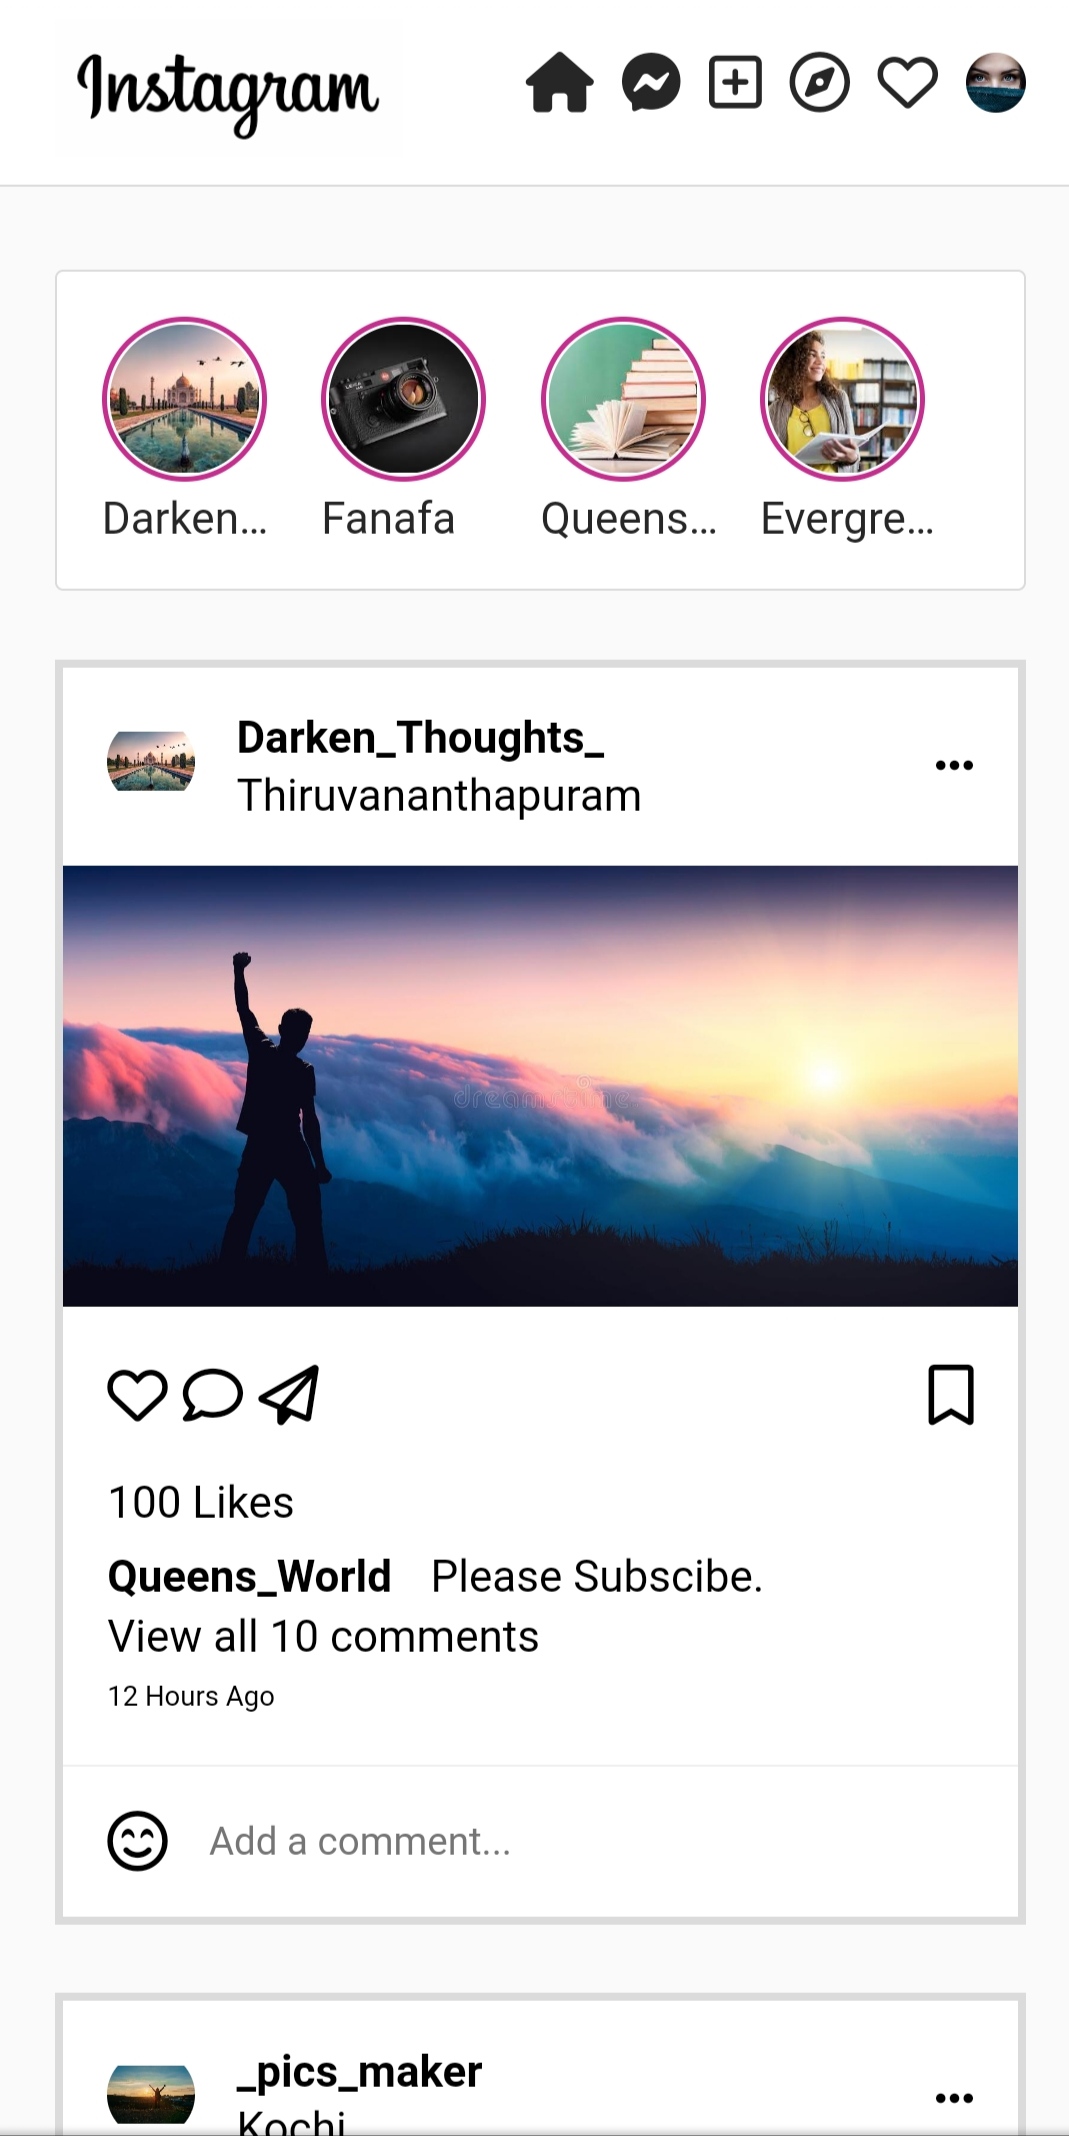 Instagram
Darken...
Fanafa
Queens...
Evergre...
Darken_Thoughts_
Thiruvananthapuram
dreamstime
100 Likes
Queens_World Please Subscibe.
View all 10 comments
12 Hours Ago
Add a comment...
_pics_maker
Kochi